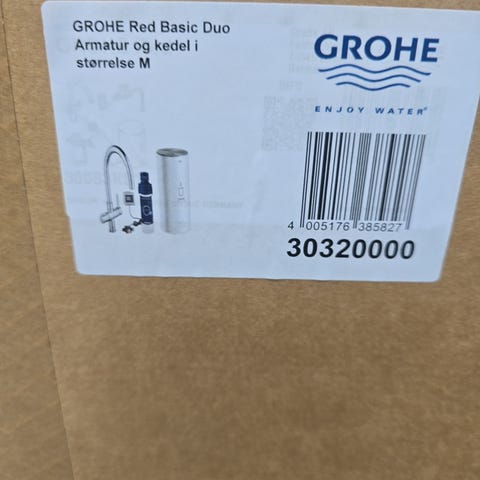 GROHE Red Basic Duo
Armatur og kedel i
størrelse M
GROHE
ENJOY WATER®
4 005176 385827
30320000